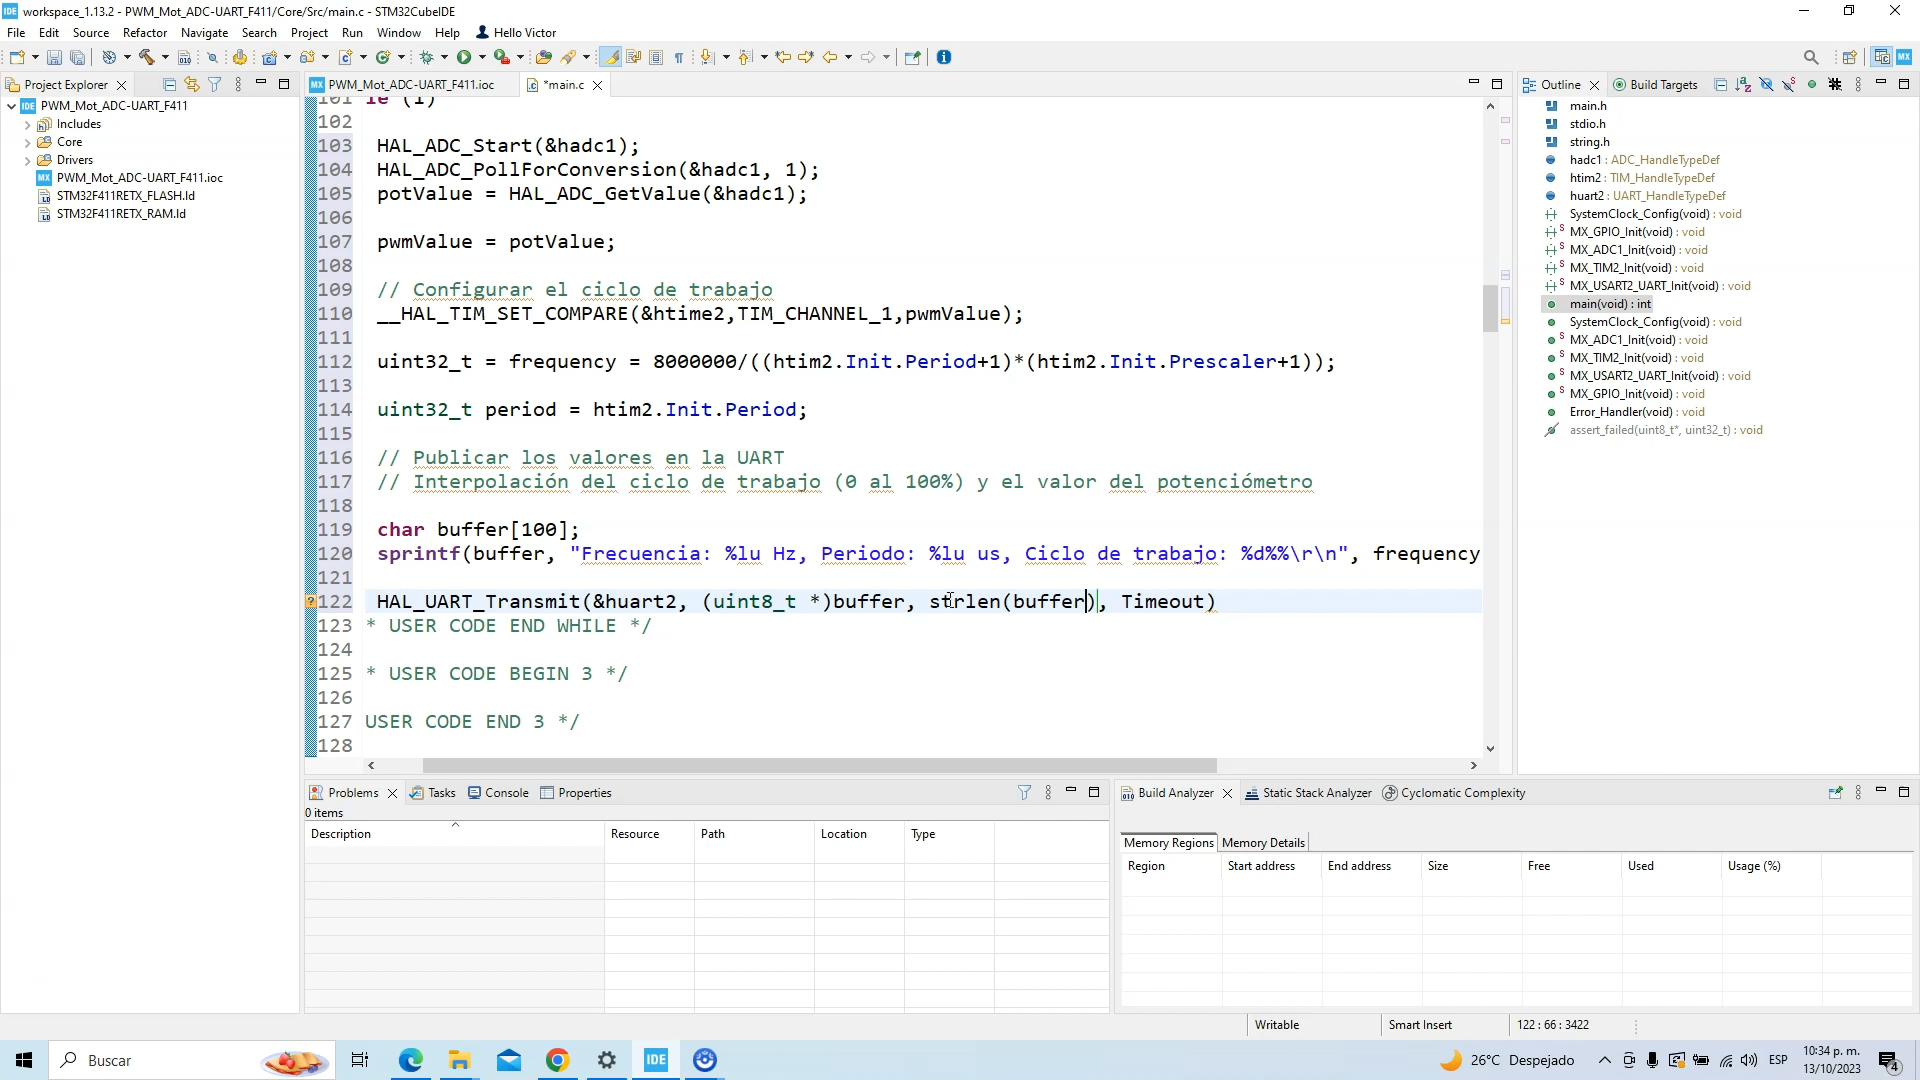 workspace_1.13.2 - PWM_Mot_ADC-UART_F411/Core/Src/main.c - STM32CubeIDE
File Edit Source Refactor Navigate Search Project Run Window Help Hello Victor
Project Explorer
PWM_Mot_ADC-UART_F411
Includes
Core
Drivers
PWM_Mot_ADC-UART_F411.ioc
STM32F411RETX_FLASH.ld
STM32F411RETX_RAM.ld
PWM_Mot_ADC-UART_F411.ioc
*main.c
101 le (1)
102
103 HAL_ADC_Start(&hadc1);
104 HAL_ADC_PollForConversion(&hadc1, 1);
105 potValue = HAL_ADC_GetValue(&hadc1);
106
107 pwmValue = potValue;
108
109 // Configurar el ciclo de trabajo
110 __HAL_TIM_SET_COMPARE(&htime2,TIM_CHANNEL_1,pwmValue);
111
112 uint32_t = frequency = 8000000/((htim2.Init.Period+1)*(htim2.Init.Prescaler+1));
113
114 uint32_t period = htim2.Init.Period;
115
116 // Publicar los valores en la UART
117 // Interpolación del ciclo de trabajo (0 al 100%) y el valor del potenciómetro
118
119 char buffer[100];
120 sprintf(buffer, "Frecuencia: %lu Hz, Periodo: %lu us, Ciclo de trabajo: %d%%\r\n", frequency
121
122 HAL_UART_Transmit(&huart2, (uint8_t *)buffer, strlen(buffer), Timeout)
123 * USER CODE END WHILE */
124
125 * USER CODE BEGIN 3 */
126
127 USER CODE END 3 */
128
Outline
Build Targets
main.h
stdio.h
string.h
hadc1 : ADC_HandleTypeDef
htim2 : TIM_HandleTypeDef
huart2 : UART_HandleTypeDef
SystemClock_Config(void) : void
MX_GPIO_Init(void) : void
MX_ADC1_Init(void) : void
MX_TIM2_Init(void) : void
MX_USART2_UART_Init(void) : void
main(void) : int
SystemClock_Config(void) : void
MX_ADC1_Init(void) : void
MX_TIM2_Init(void) : void
MX_USART2_UART_Init(void) : void
MX_GPIO_Init(void) : void
Error_Handler(void) : void
assert_failed(uint8_t*, uint32_t) : void
Problems Tasks Console Properties
0 items
Description Resource Path Location Type
Build Analyzer Static Stack Analyzer Cyclomatic Complexity
Memory Regions Memory Details
Region Start address End address Size Free Used Usage (%)
Writable Smart Insert 122 : 66 : 3422
Buscar
IDE
26°C Despejado
ESP
10:34 p. m.
13/10/2023
4